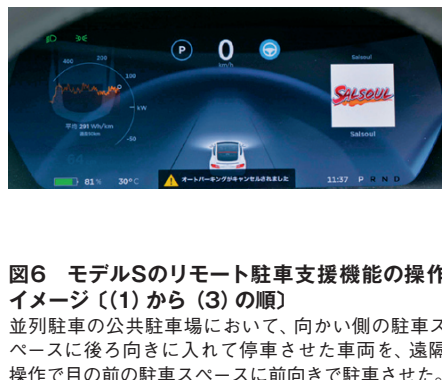 400 200
P 0
km/h
Salsoul
100
kW
SALSOUL
平均 291 Wh/km
-50
Salsoul
81% 30°C
オートパーキングがキャンセルされました
11:37 P R N D
図6 モデルSのリモート駐車支援機能の操作
イメージ〔(1)から(3)の順〕
並列駐車の公共駐車場において、向かい側の駐車ス
ペースに後ろ向きに入れて停車させた車両を、遠隔
操作で目の前の駐車スペースに前向きで駐車させた。